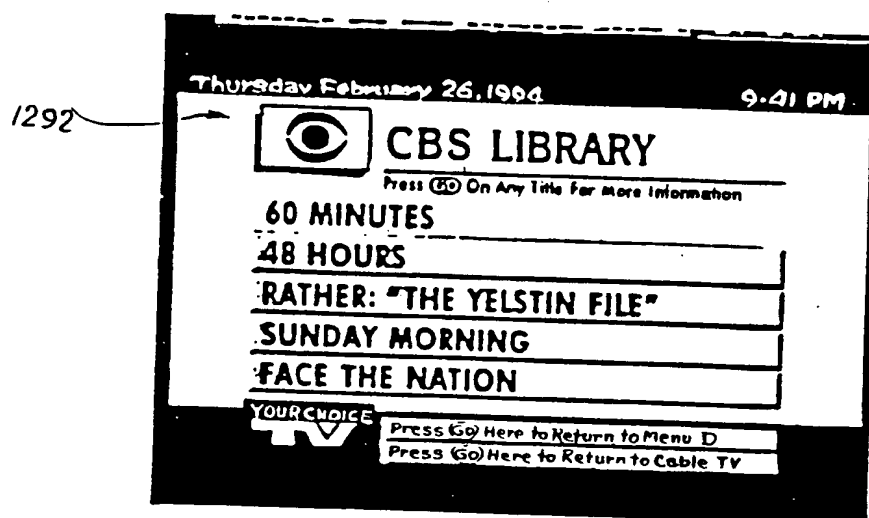 Thursday February 26, 1994 9:41 PM
1292
CBS LIBRARY
Press GO On Any Title For More Information
60 MINUTES
48 HOURS
RATHER: "THE YELSTIN FILE"
SUNDAY MORNING
FACE THE NATION
YOUR CHOICE
TV
Press GO Here to Return to Menu D
Press GO Here to Return to Cable TV